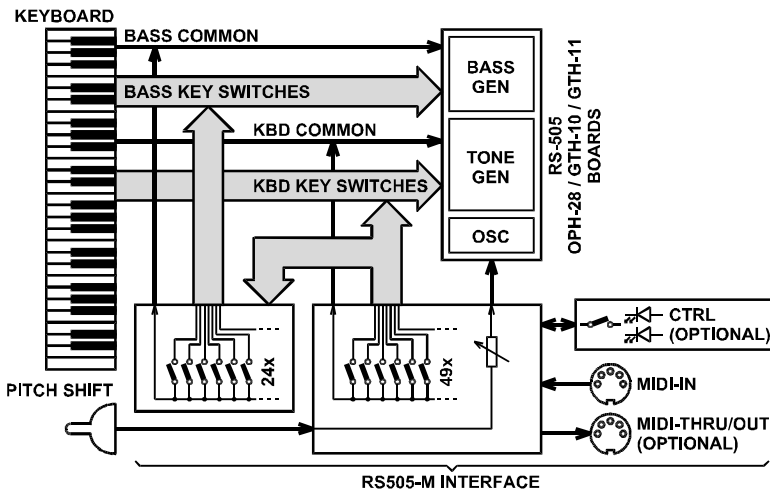 KEYBOARD
BASS COMMON
BASS KEY SWITCHES
KBD COMMON
KBD KEY SWITCHES
BASS
GEN
TONE
GEN
OSC
RS-505
OPH-28 / GTH-10 / GTH-11
BOARDS
24x
49x
CTRL
(OPTIONAL)
PITCH SHIFT
MIDI-IN
MIDI-THRU/OUT
(OPTIONAL)
RS505-M INTERFACE